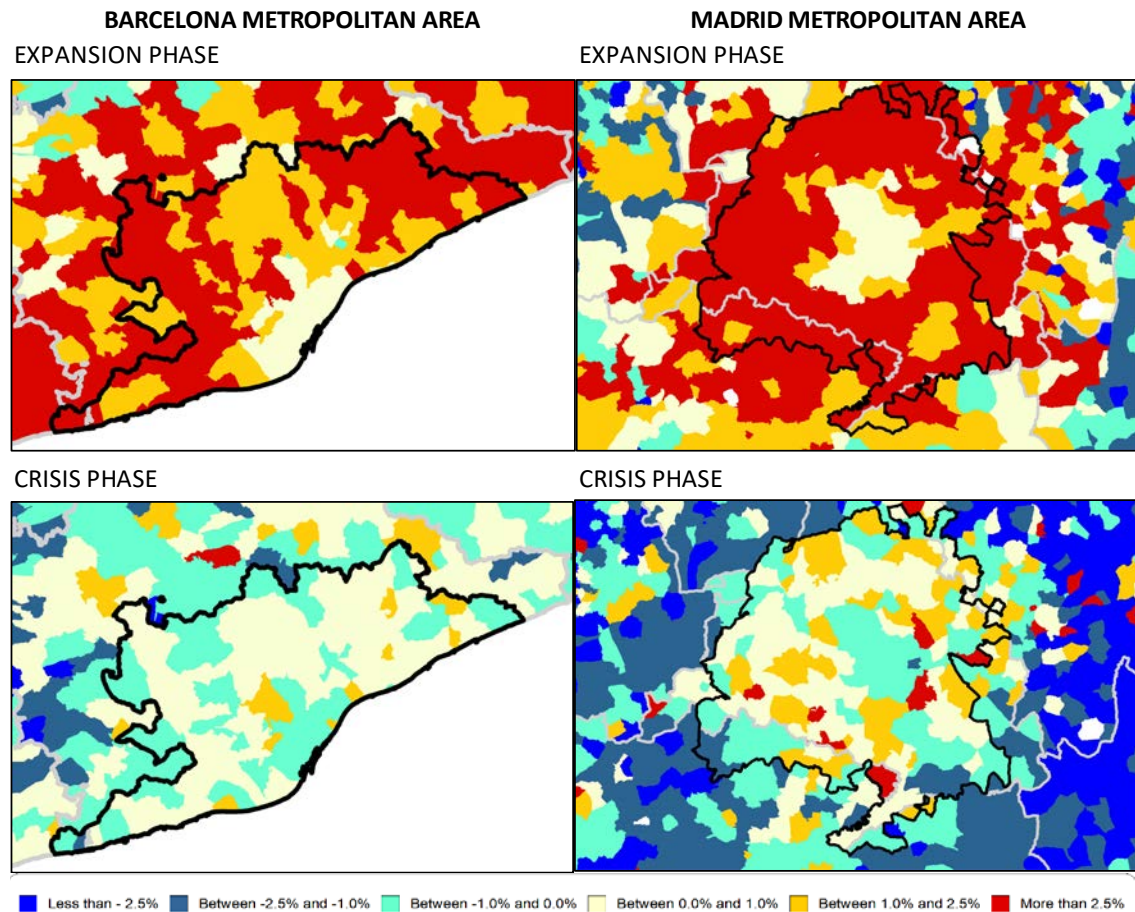 BARCELONA METROPOLITAN AREA
MADRID METROPOLITAN AREA
EXPANSION PHASE
EXPANSION PHASE
CRISIS PHASE
CRISIS PHASE
Less than - 2.5%
Between -2.5% and -1.0%
Between -1.0% and 0.0%
Between 0.0% and 1.0%
Between 1.0% and 2.5%
More than 2.5%